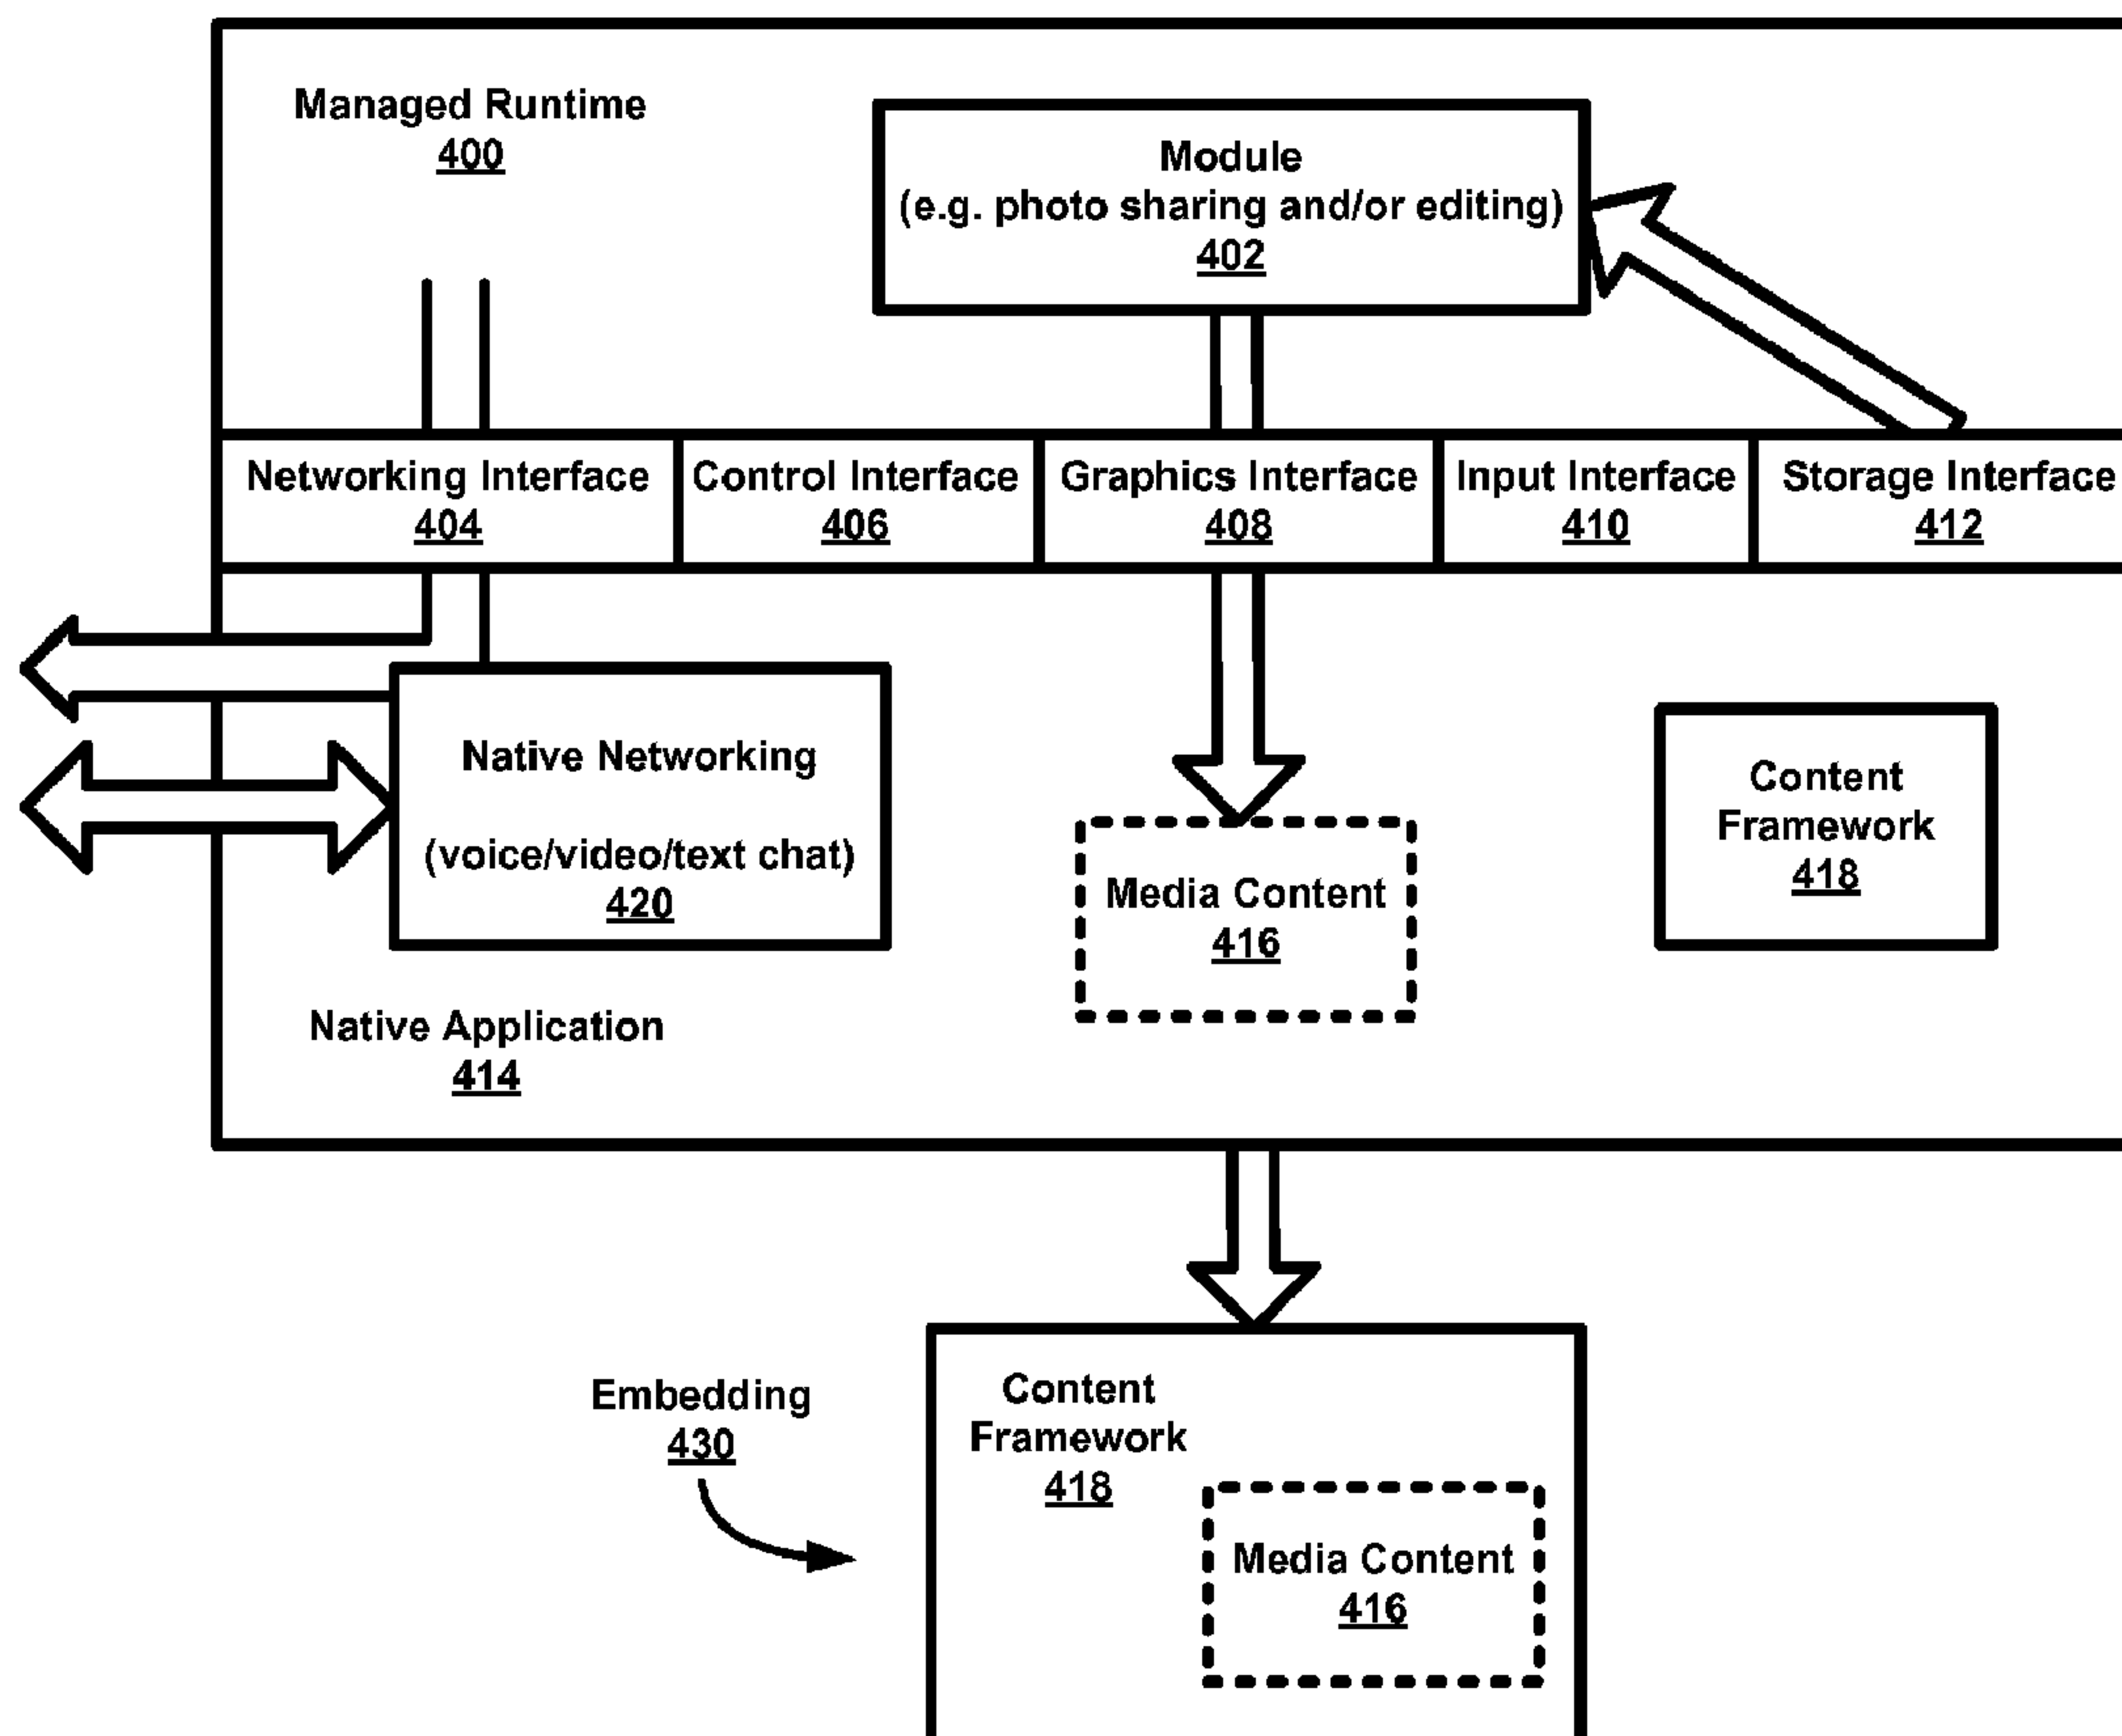 Managed Runtime
400
Module
(e.g. photo sharing and/or editing)
402
Networking Interface
404
Control Interface
406
Graphics Interface
408
Input Interface
410
Storage Interface
412
Native Networking
(voice/video/text chat)
420
Media Content
416
Content
Framework
418
Native Application
414
Embedding
430
Content
Framework
418
Media Content
416